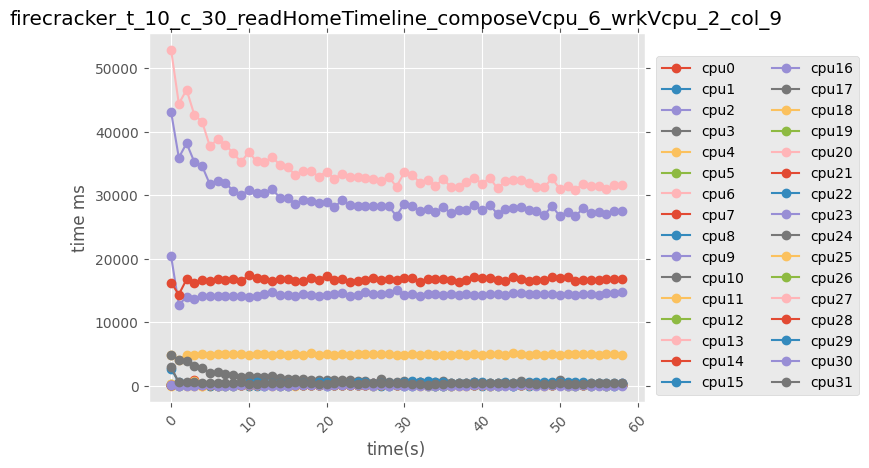 firecracker_t_10_c_30_readHomeTimeline_composeVcpu_6_wrkVcpu_2_col_9
time ms
50000
40000
30000
20000
10000
0
0
10
20
30
40
50
60
time(s)
cpu0
cpu1
cpu2
cpu3
cpu4
cpu5
cpu6
cpu7
cpu8
cpu9
cpu10
cpu11
cpu12
cpu13
cpu14
cpu15
cpu16
cpu17
cpu18
cpu19
cpu20
cpu21
cpu22
cpu23
cpu24
cpu25
cpu26
cpu27
cpu28
cpu29
cpu30
cpu31